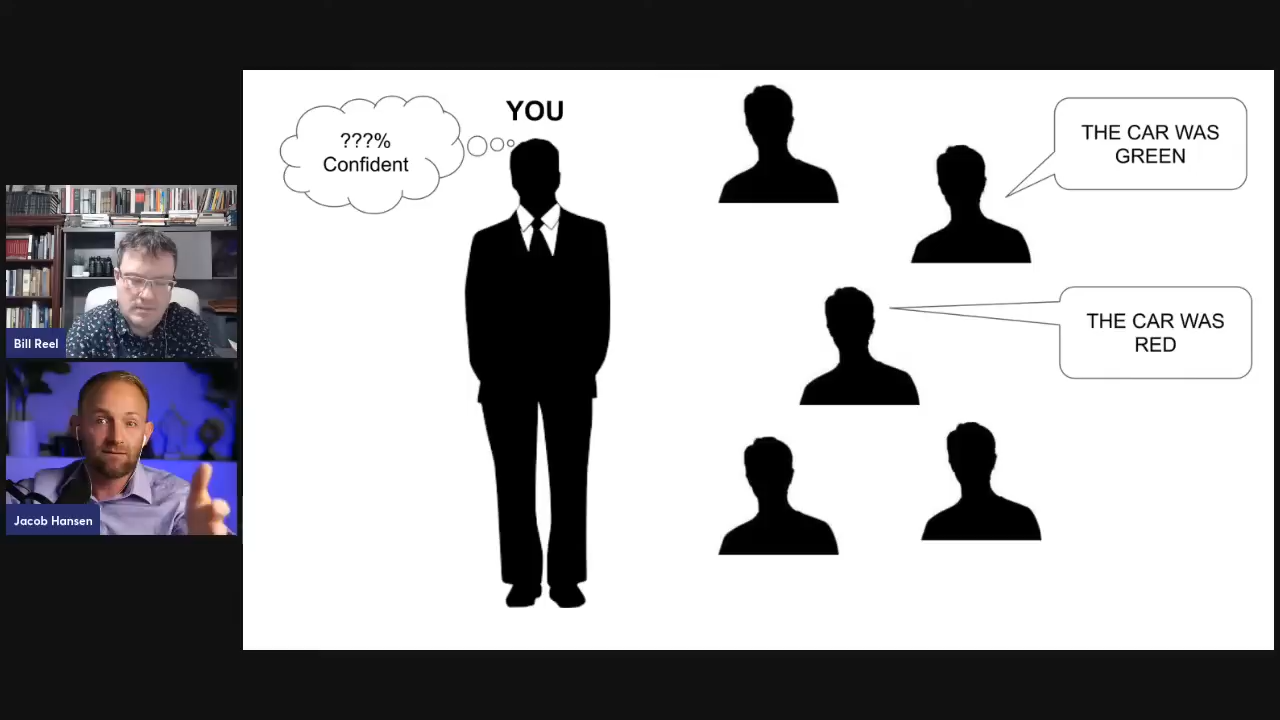 YOU
???%
Confident
THE CAR WAS
GREEN
THE CAR WAS
RED
Bill Reel
Jacob Hansen